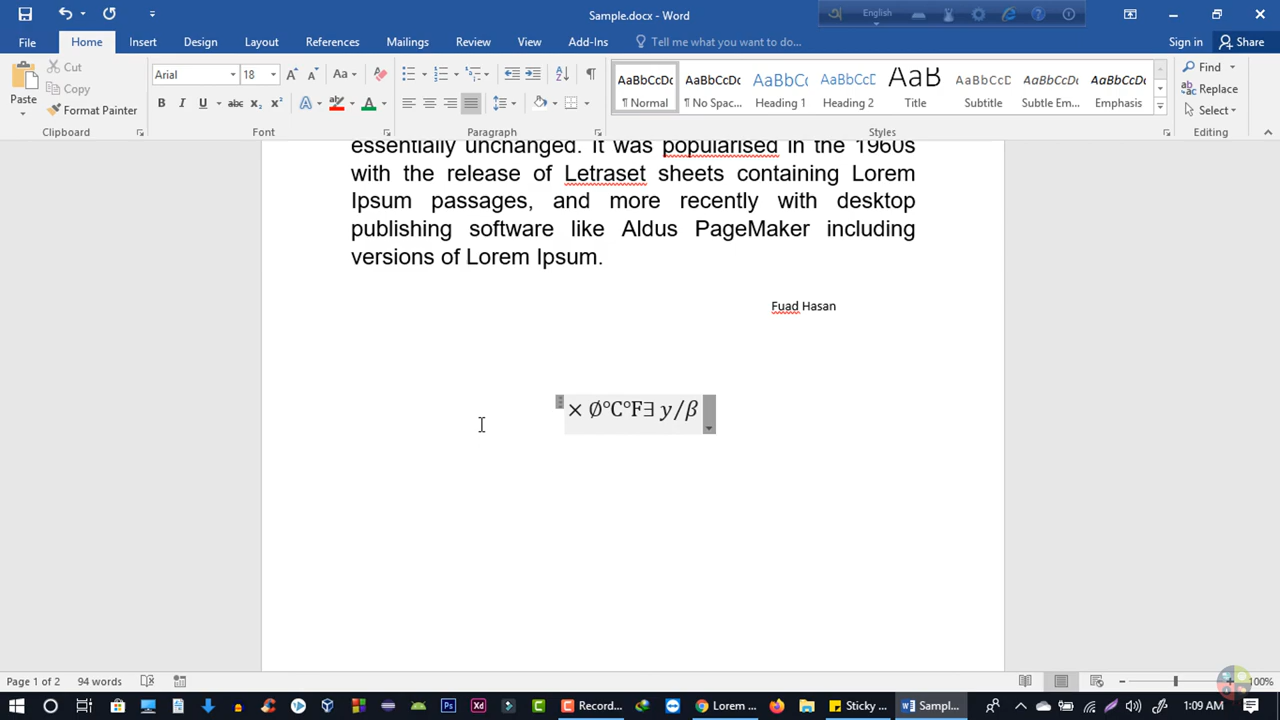 Sample.docx - Word
English
File Home Insert Design Layout References Mailings Review View Add-Ins Tell me what you want to do... Sign in Share
Paste
Cut
Copy
Format Painter
Clipboard
Arial 18
Font
Paragraph
AaBbCcDc ¶ Normal
AaBbCcDc ¶ No Spac...
AaBbCc Heading 1
AaBbCcD Heading 2
AaB Title
AaBbCcD Subtitle
AaBbCcDc Subtle Em...
AaBbCcDc Emphasis
Styles
Find
Replace
Select
Editing
essentially unchanged. It was popularised in the 1960s
with the release of Letraset sheets containing Lorem
Ipsum passages, and more recently with desktop
publishing software like Aldus PageMaker including
versions of Lorem Ipsum.
Fuad Hasan
× ∅℃℉∃ y/β
Page 1 of 2 94 words 100%
Record... Lorem ... Sticky ... Sampl... 1:09 AM